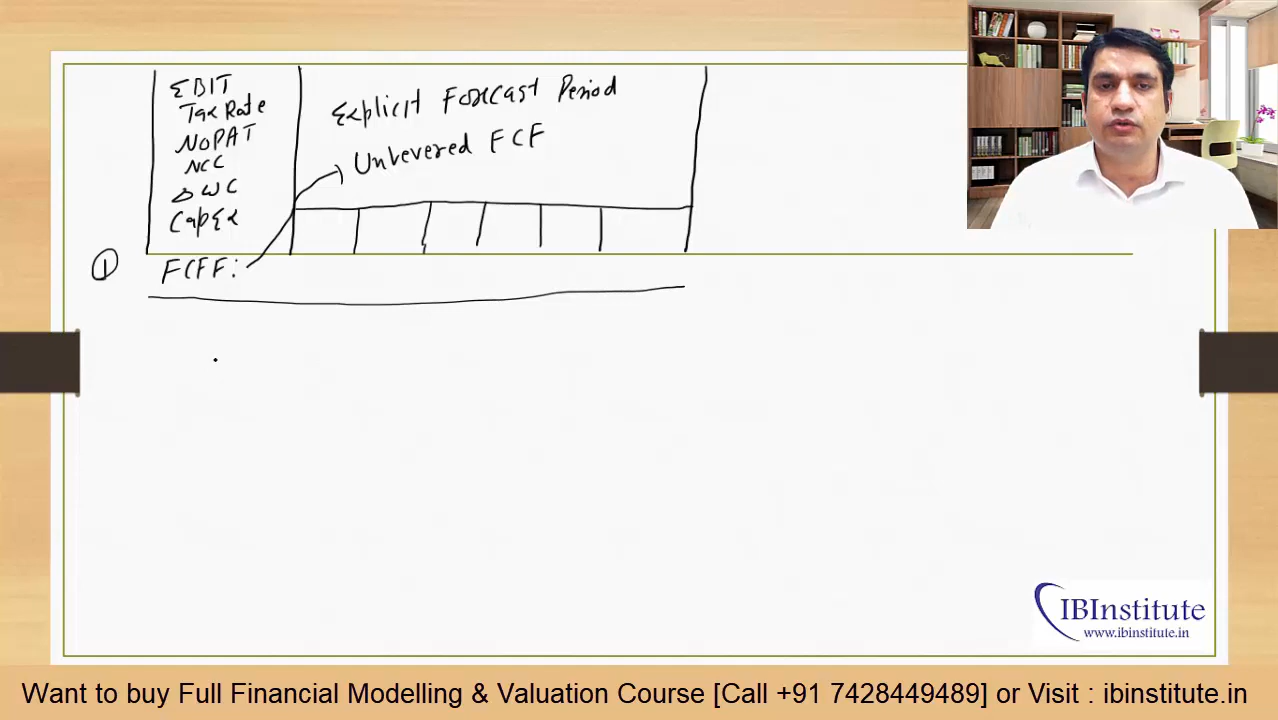 EBIT
Tax Rate
NOPAT
NCC
Δ WC
CapEx
Explicit Forecast Period
Unlevered FCF
① FCFF:
IBInstitute
www.ibinstitute.in
Want to buy Full Financial Modelling & Valuation Course [Call +91 7428449489] or Visit : ibinstitute.in